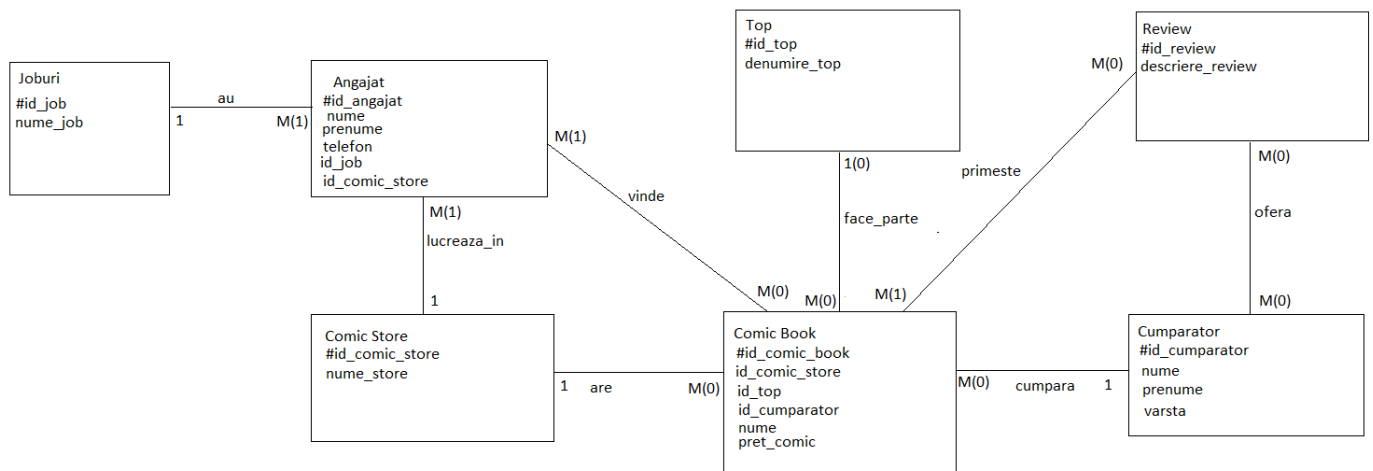 Joburi
#id_job
nume_job
au
1
M(1)
Angajat
#id_angajat
nume
prenume
telefon
id_job
id_comic_store
M(1)
lucreaza_in
1
M(1)
vinde
M(0)
Top
#id_top
denumire_top
1(0)
face_parte
M(0)
Review
#id_review
descriere_review
M(0)
primeste
M(1)
M(0)
ofera
M(0)
Comic Store
#id_comic_store
nume_store
1
are
M(0)
Comic Book
#id_comic_book
id_comic_store
id_top
id_cumparator
nume
pret_comic
M(0)
cumpara
1
Cumparator
#id_cumparator
nume
prenume
varsta